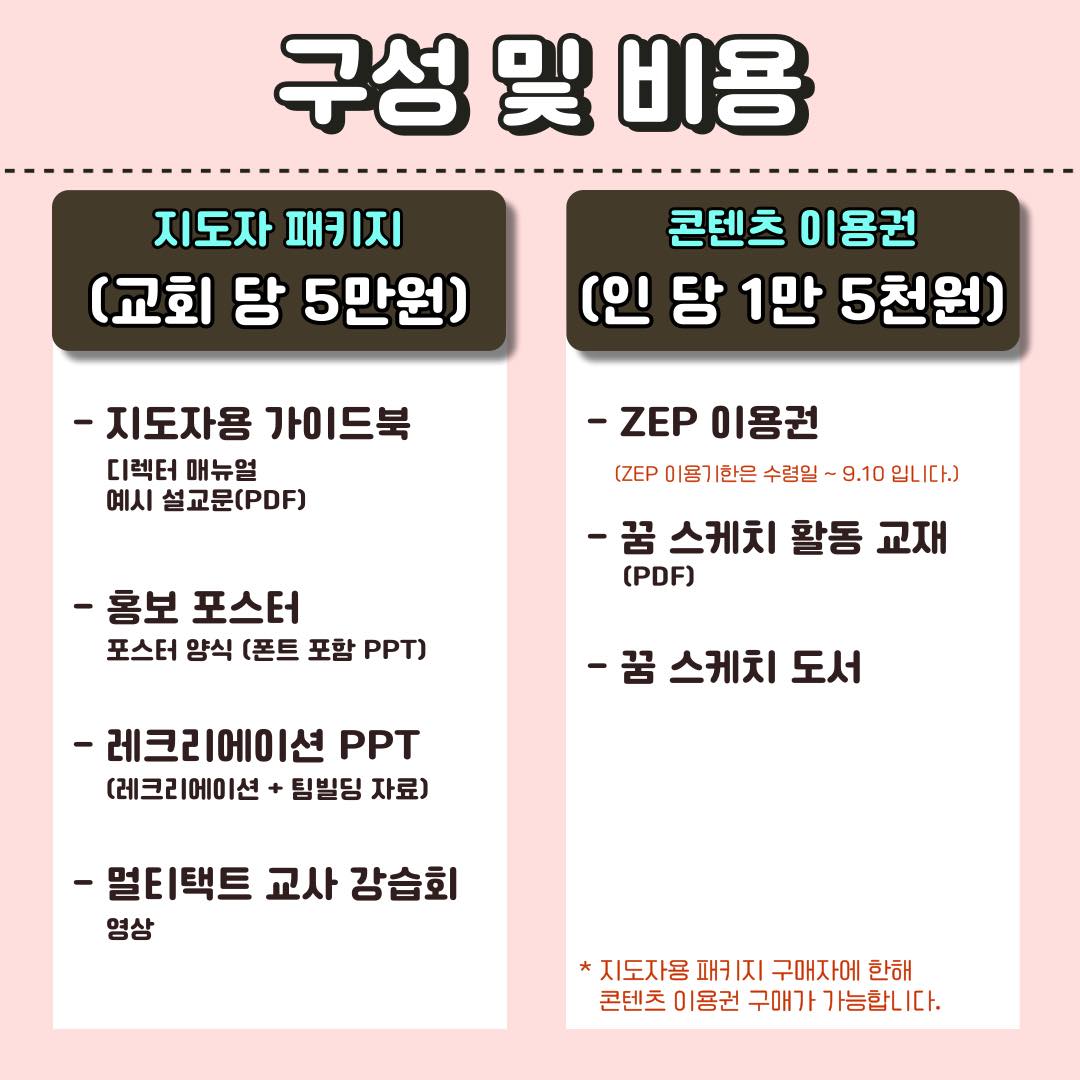 구성 및 비용
지도자 패키지
(교회 당 5만원)
- 지도자용 가이드북
디렉터 매뉴얼
예시 설교문(PDF)
- 홍보 포스터
포스터 양식 (폰트 포함 PPT)
- 레크리에이션 PPT
(레크리에이션 + 팀빌딩 자료)
- 멀티택트 교사 강습회
영상
콘텐츠 이용권
(인 당 1만 5천원)
- ZEP 이용권
(ZEP 이용기한은 수령일 ~ 9.10 입니다.)
- 꿈 스케치 활동 교재
(PDF)
- 꿈 스케치 도서
* 지도자용 패키지 구매자에 한해
콘텐츠 이용권 구매가 가능합니다.